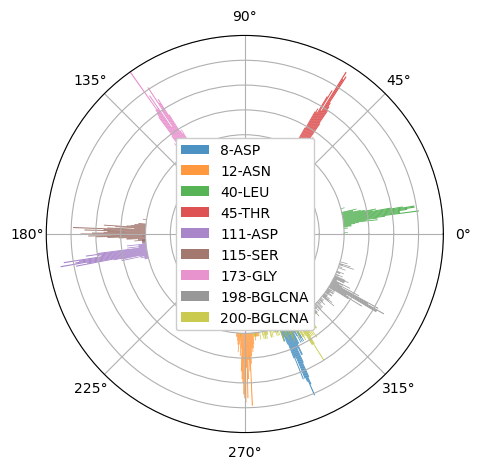 90°
135°
45°
8-ASP
12-ASN
40-LEU
45-THR
111-ASP
115-SER
173-GLY
198-BGLCNA
200-BGLCNA
180°
0°
225°
315°
270°